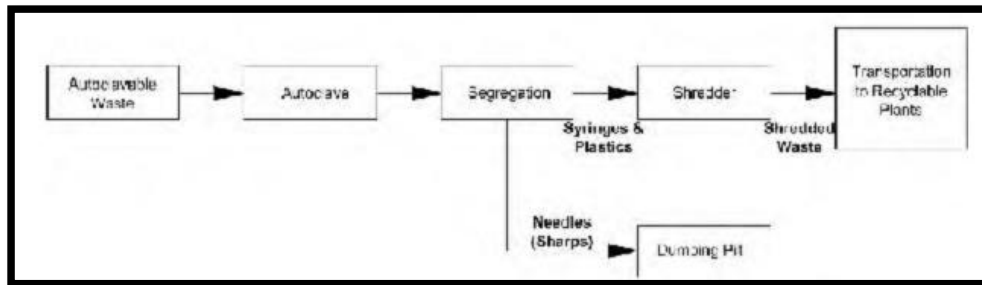 Autoclavable
Waste
Autoclave
Segregation
Shredder
Transportation
to Recyclable
Plants
Syringes &
Plastics
Shredded
Waste
Needles
(Sharps)
Dumping Pit